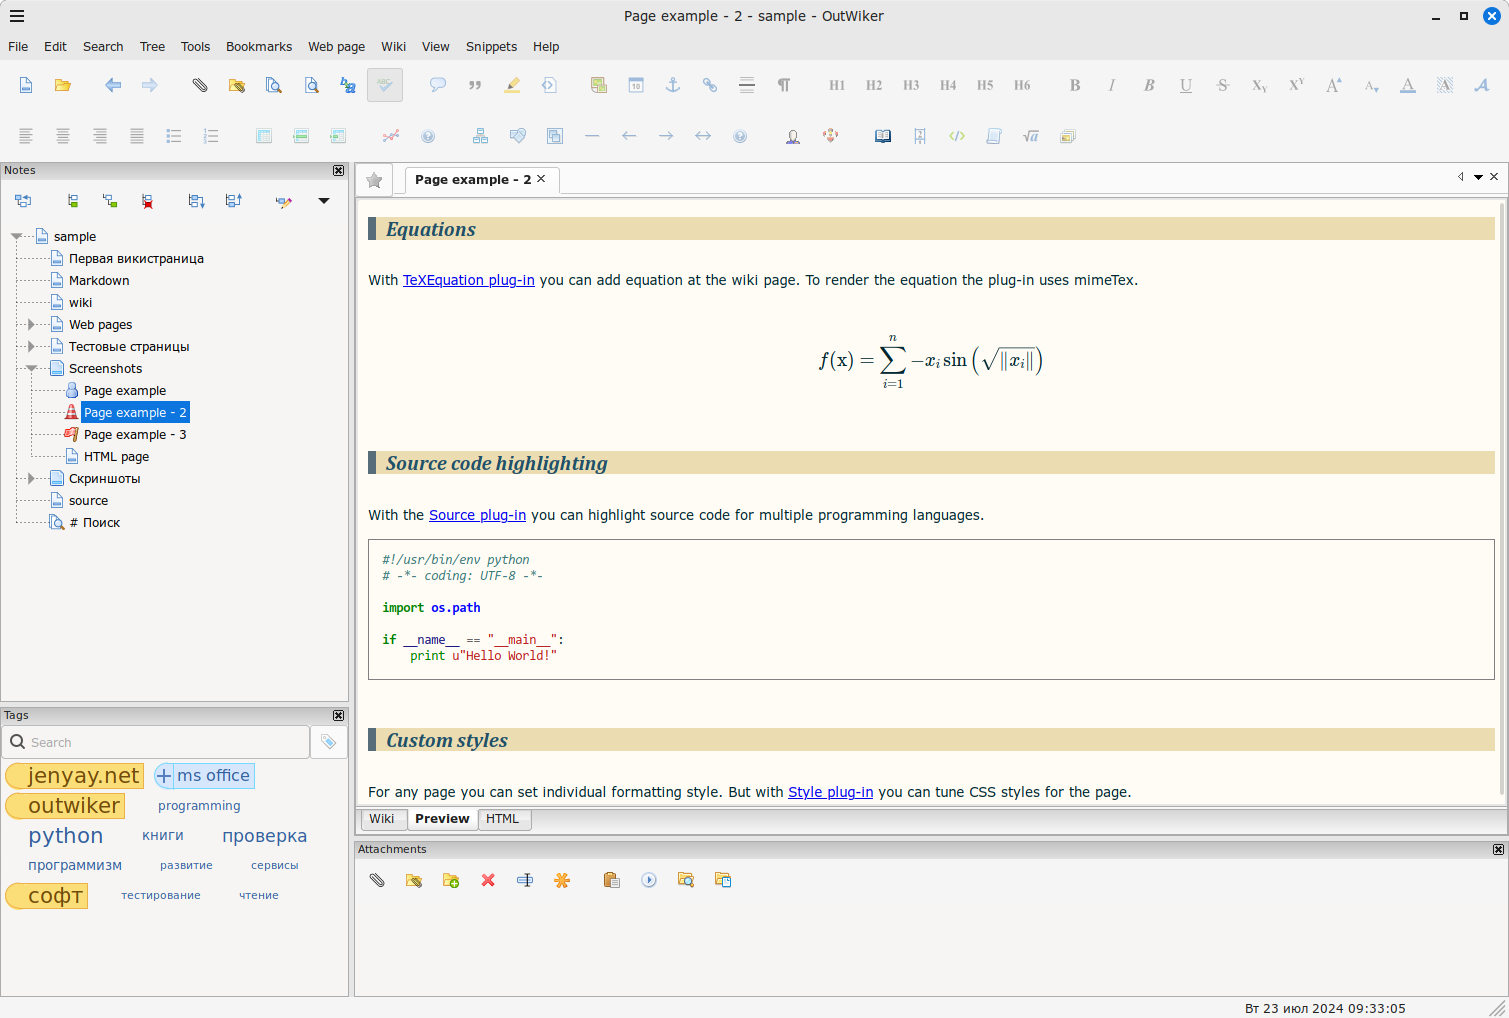 Page example - 2 - sample - OutWiker
File Edit Search Tree Tools Bookmarks Web page Wiki View Snippets Help
H1 H2 H3 H4 H5 H6 B I B U S XY XY A A A A A
Notes
sample
Первая викистраница
Markdown
wiki
Web pages
Тестовые страницы
Screenshots
Page example
Page example - 2
Page example - 3
HTML page
Скриншоты
source
# Поиск
Tags
Search
jenyay.net ms office
outwiker programming
python книги проверка
программизм развитие сервисы
софт тестирование чтение
Page example - 2
Equations
With TeXEquation plug-in you can add equation at the wiki page. To render the equation the plug-in uses mimeTex.
f(x) = ∑_{i=1}^{n} −x_i sin(√‖x_i‖)
Source code highlighting
With the Source plug-in you can highlight source code for multiple programming languages.
#!/usr/bin/env python
# -*- coding: UTF-8 -*-
import os.path
if __name__ == "__main__":
print u"Hello World!"
Custom styles
For any page you can set individual formatting style. But with Style plug-in you can tune CSS styles for the page.
Wiki Preview HTML
Attachments
Вт 23 июл 2024 09:33:05